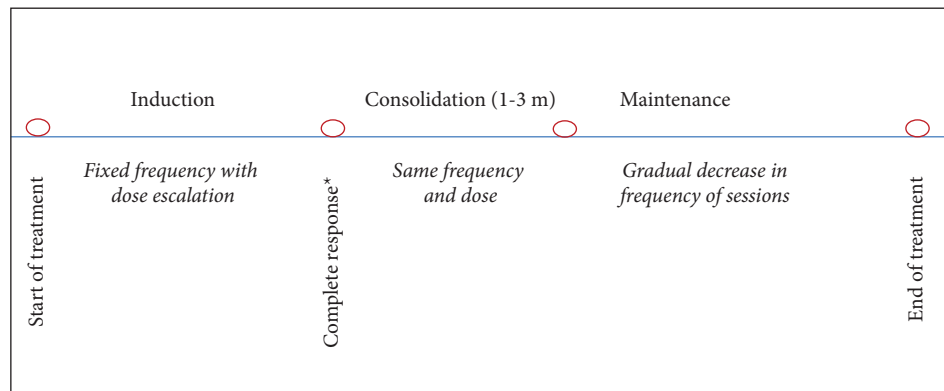 Induction
Consolidation (1-3 m)
Maintenance
Fixed frequency with
dose escalation
Same frequency
and dose
Gradual decrease in
frequency of sessions
Start of treatment
Complete response*
End of treatment